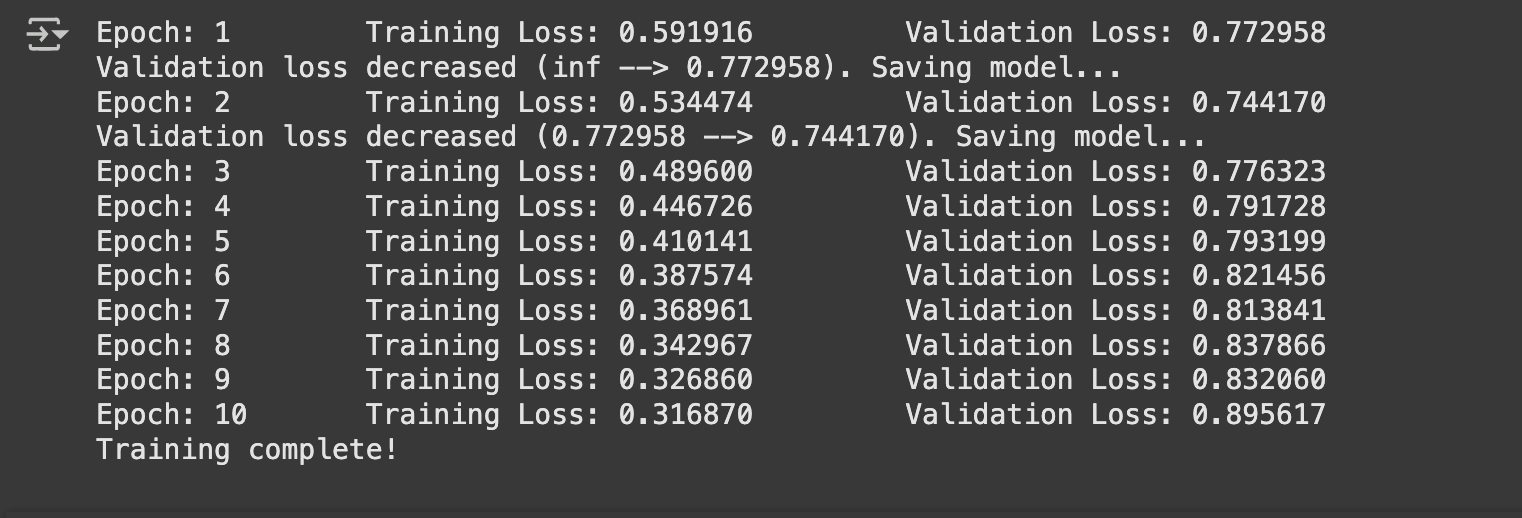 Epoch: 1 Training Loss: 0.591916 Validation Loss: 0.772958
Validation loss decreased (inf --> 0.772958). Saving model...
Epoch: 2 Training Loss: 0.534474 Validation Loss: 0.744170
Validation loss decreased (0.772958 --> 0.744170). Saving model...
Epoch: 3 Training Loss: 0.489600 Validation Loss: 0.776323
Epoch: 4 Training Loss: 0.446726 Validation Loss: 0.791728
Epoch: 5 Training Loss: 0.410141 Validation Loss: 0.793199
Epoch: 6 Training Loss: 0.387574 Validation Loss: 0.821456
Epoch: 7 Training Loss: 0.368961 Validation Loss: 0.813841
Epoch: 8 Training Loss: 0.342967 Validation Loss: 0.837866
Epoch: 9 Training Loss: 0.326860 Validation Loss: 0.832060
Epoch: 10 Training Loss: 0.316870 Validation Loss: 0.895617
Training complete!